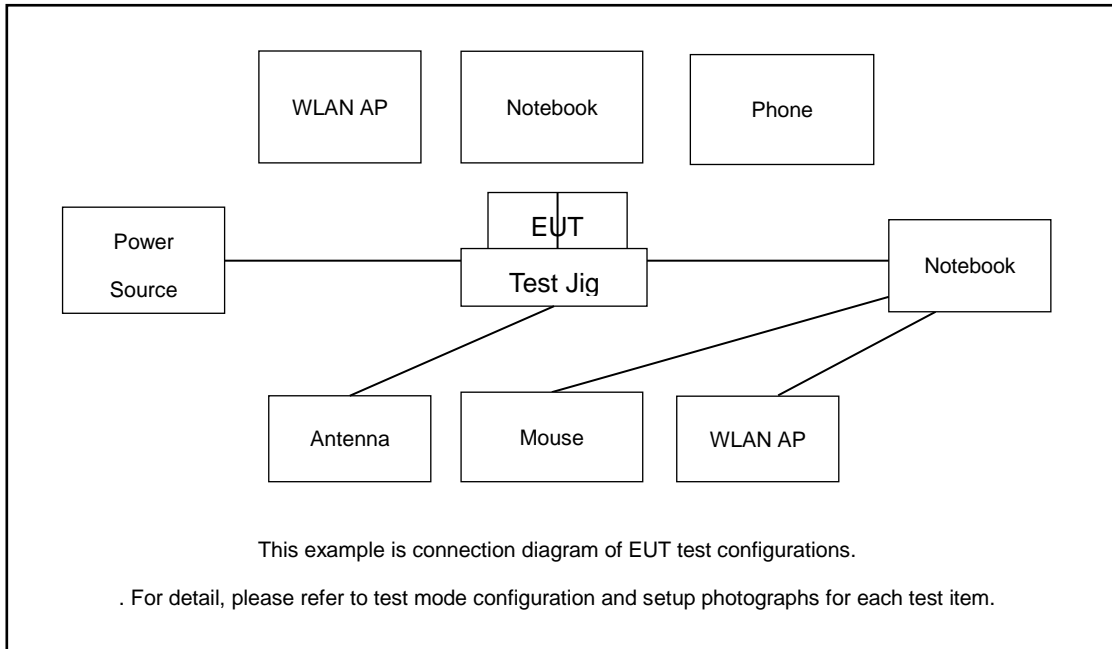 WLAN AP
Notebook
Phone
EUT
Power
Source
Test Jig
Notebook
Antenna
Mouse
WLAN AP
This example is connection diagram of EUT test configurations.
. For detail, please refer to test mode configuration and setup photographs for each test item.